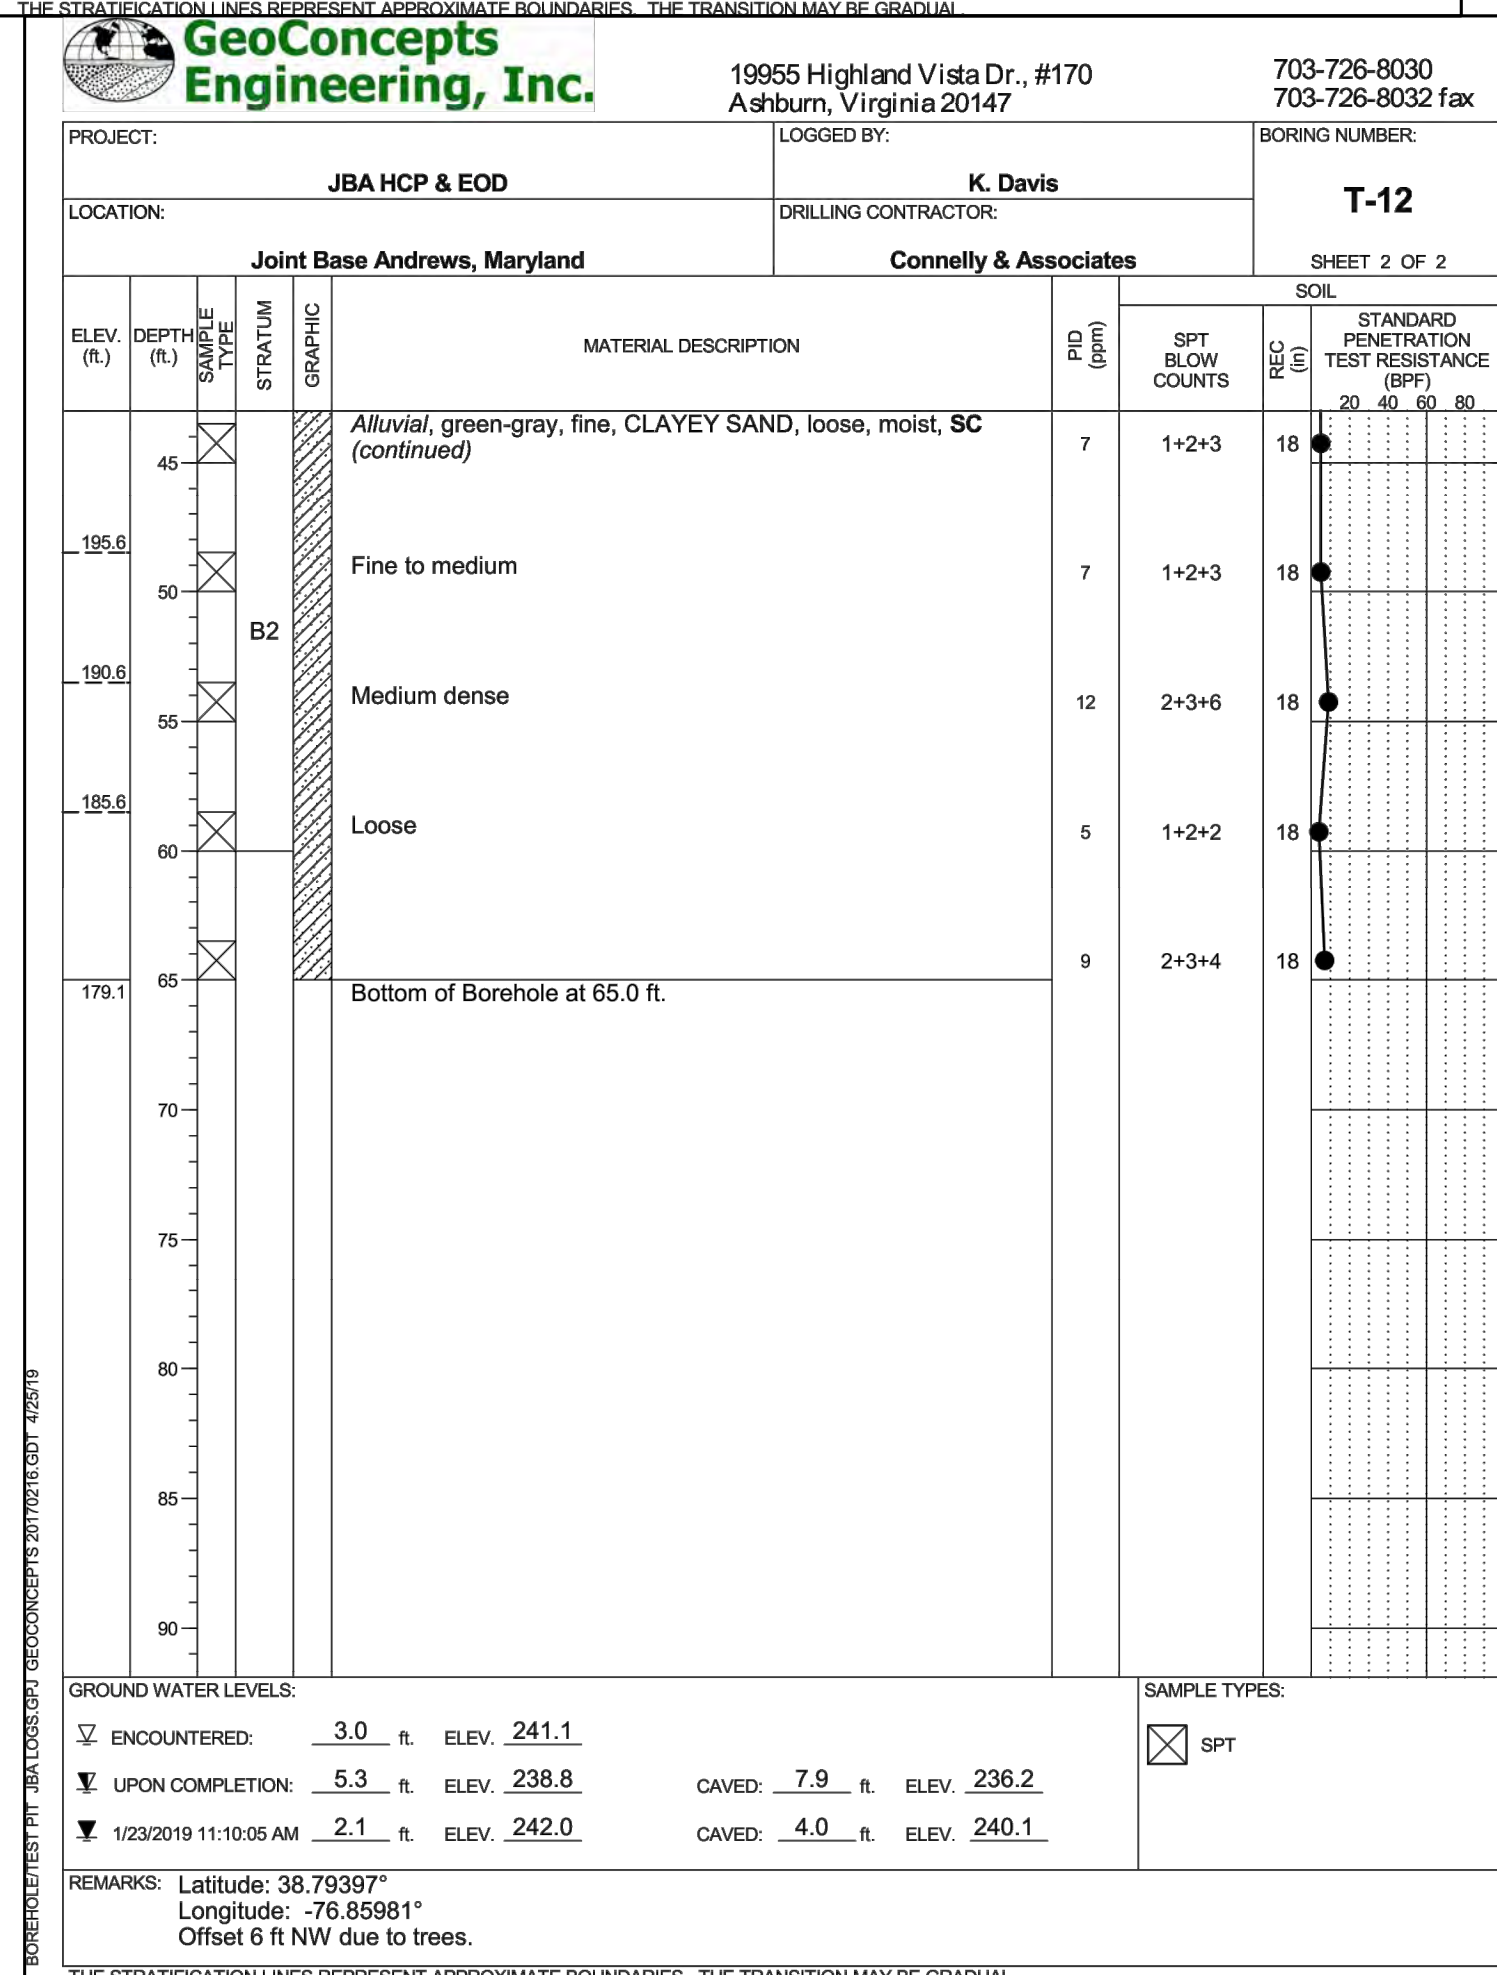 THE STRATIFICATION LINES REPRESENT APPROXIMATE BOUNDARIES. THE TRANSITION MAY BE GRADUAL.
GeoConcepts
Engineering, Inc.
19955 Highland Vista Dr., #170
Ashburn, Virginia 20147
703-726-8030
703-726-8032 fax
PROJECT:
JBA HCP & EOD
LOGGED BY:
K. Davis
BORING NUMBER:
T-12
SHEET 2 OF 2
LOCATION:
Joint Base Andrews, Maryland
DRILLING CONTRACTOR:
Connelly & Associates
ELEV.
(ft.)
DEPTH
(ft.)
SAMPLE
TYPE
STRATUM
GRAPHIC
MATERIAL DESCRIPTION
PID
(ppm)
SOIL
SPT
BLOW
COUNTS
REC
(in)
STANDARD
PENETRATION
TEST RESISTANCE
(BPF)
20 40 60 80
Alluvial, green-gray, fine, CLAYEY SAND, loose, moist, SC
(continued)
7 1+2+3 18
45
195.6
Fine to medium
7 1+2+3 18
50
B2
190.6
Medium dense
12 2+3+6 18
55
185.6
Loose
5 1+2+2 18
60
9 2+3+4 18
65
179.1
Bottom of Borehole at 65.0 ft.
70
75
80
85
90
GROUND WATER LEVELS:
ENCOUNTERED: 3.0 ft. ELEV. 241.1
UPON COMPLETION: 5.3 ft. ELEV. 238.8 CAVED: 7.9 ft. ELEV. 236.2
1/23/2019 11:10:05 AM 2.1 ft. ELEV. 242.0 CAVED: 4.0 ft. ELEV. 240.1
SAMPLE TYPES:
SPT
REMARKS: Latitude: 38.79397°
Longitude: -76.85981°
Offset 6 ft NW due to trees.
BOREHOLE/TEST PIT JBA LOGS.GPJ GEOCONCEPTS 20170216.GDT 4/25/19
THE STRATIFICATION LINES REPRESENT APPROXIMATE BOUNDARIES. THE TRANSITION MAY BE GRADUAL.